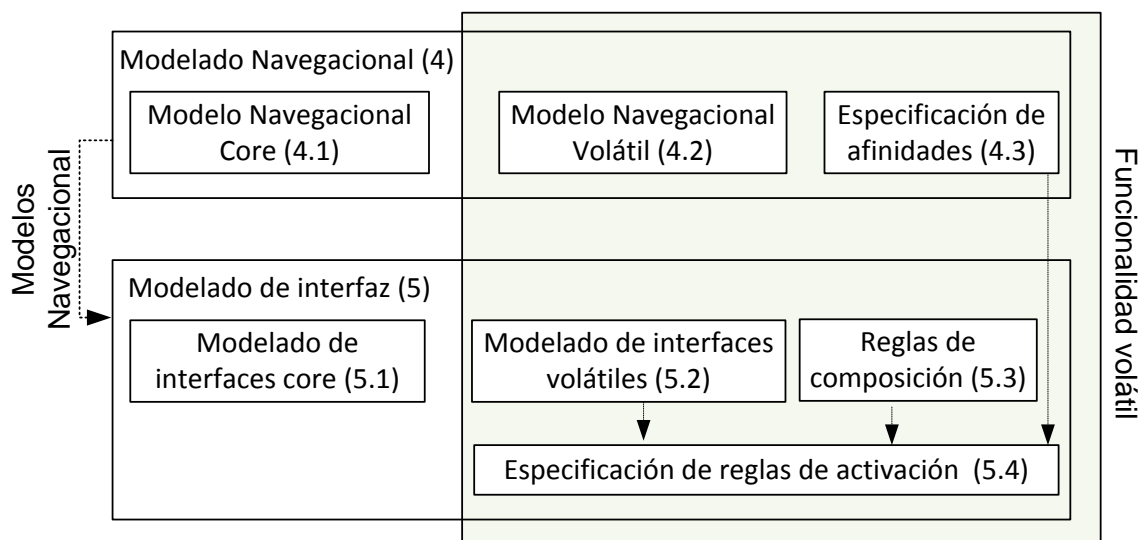 Modelado Navegacional (4)
Modelo Navegacional
Core (4.1)
Modelo Navegacional
Volátil (4.2)
Especificación de
afinidades (4.3)
Modelos
Navegacional
Funcionalidad volátil
Modelado de interfaz (5)
Modelado de
interfaces core (5.1)
Modelado de interfaces
volátiles (5.2)
Reglas de
composición (5.3)
Especificación de reglas de activación (5.4)